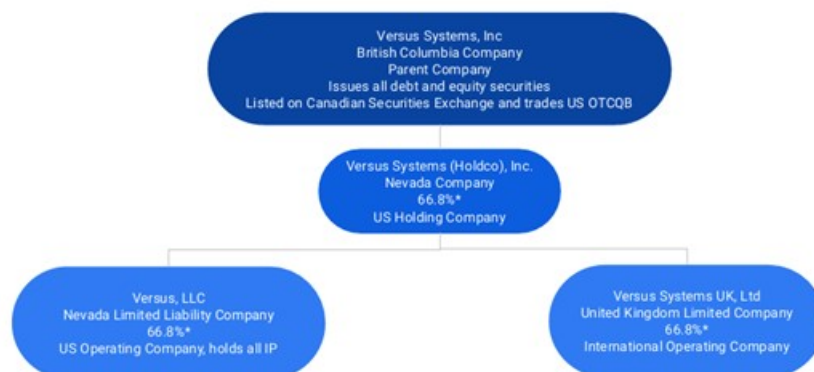 Versus Systems, Inc
British Columbia Company
Parent Company
Issues all debt and equity securities
Listed on Canadian Securities Exchange and trades US OTCQB
Versus Systems (Holdco), Inc.
Nevada Company
66.8%*
US Holding Company
Versus, LLC
Nevada Limited Liability Company
66.8%*
US Operating Company, holds all IP
Versus Systems UK, Ltd
United Kingdom Limited Company
66.8%*
International Operating Company